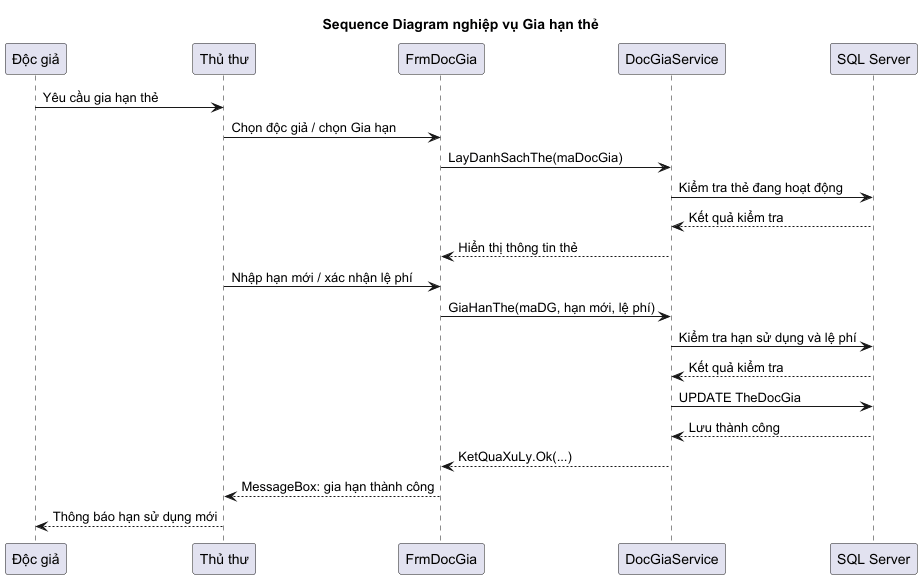 Sequence Diagram nghiệp vụ Gia hạn thẻ
Độc giả
Thủ thư
FrmDocGia
DocGiaService
SQL Server
Yêu cầu gia hạn thẻ
Chọn độc giả / chọn Gia hạn
LayDanhSachThe(maDocGia)
Kiểm tra thẻ đang hoạt động
Kết quả kiểm tra
Hiển thị thông tin thẻ
Nhập hạn mới / xác nhận lệ phí
GiaHanThe(maDG, hạn mới, lệ phí)
Kiểm tra hạn sử dụng và lệ phí
Kết quả kiểm tra
UPDATE TheDocGia
Lưu thành công
KetQuaXuLy.Ok(...)
MessageBox: gia hạn thành công
Thông báo hạn sử dụng mới
Độc giả
Thủ thư
FrmDocGia
DocGiaService
SQL Server